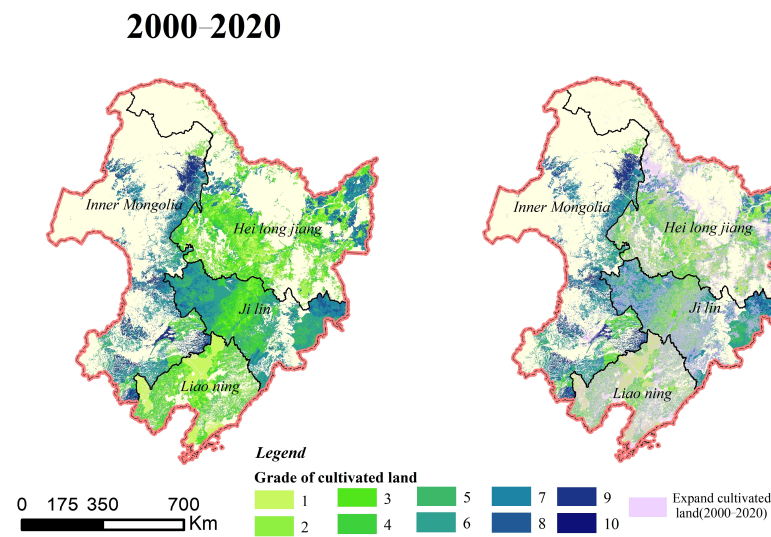 2000–2020
Inner Mongolia
Hei long jiang
Ji lin
Liao ning
Inner Mongolia
Hei long jiang
Ji lin
Liao ning
Legend
Grade of cultivated land
1 3 5 7 9
2 4 6 8 10
Expand cultivated
land(2000–2020)
0 175 350 700
Km